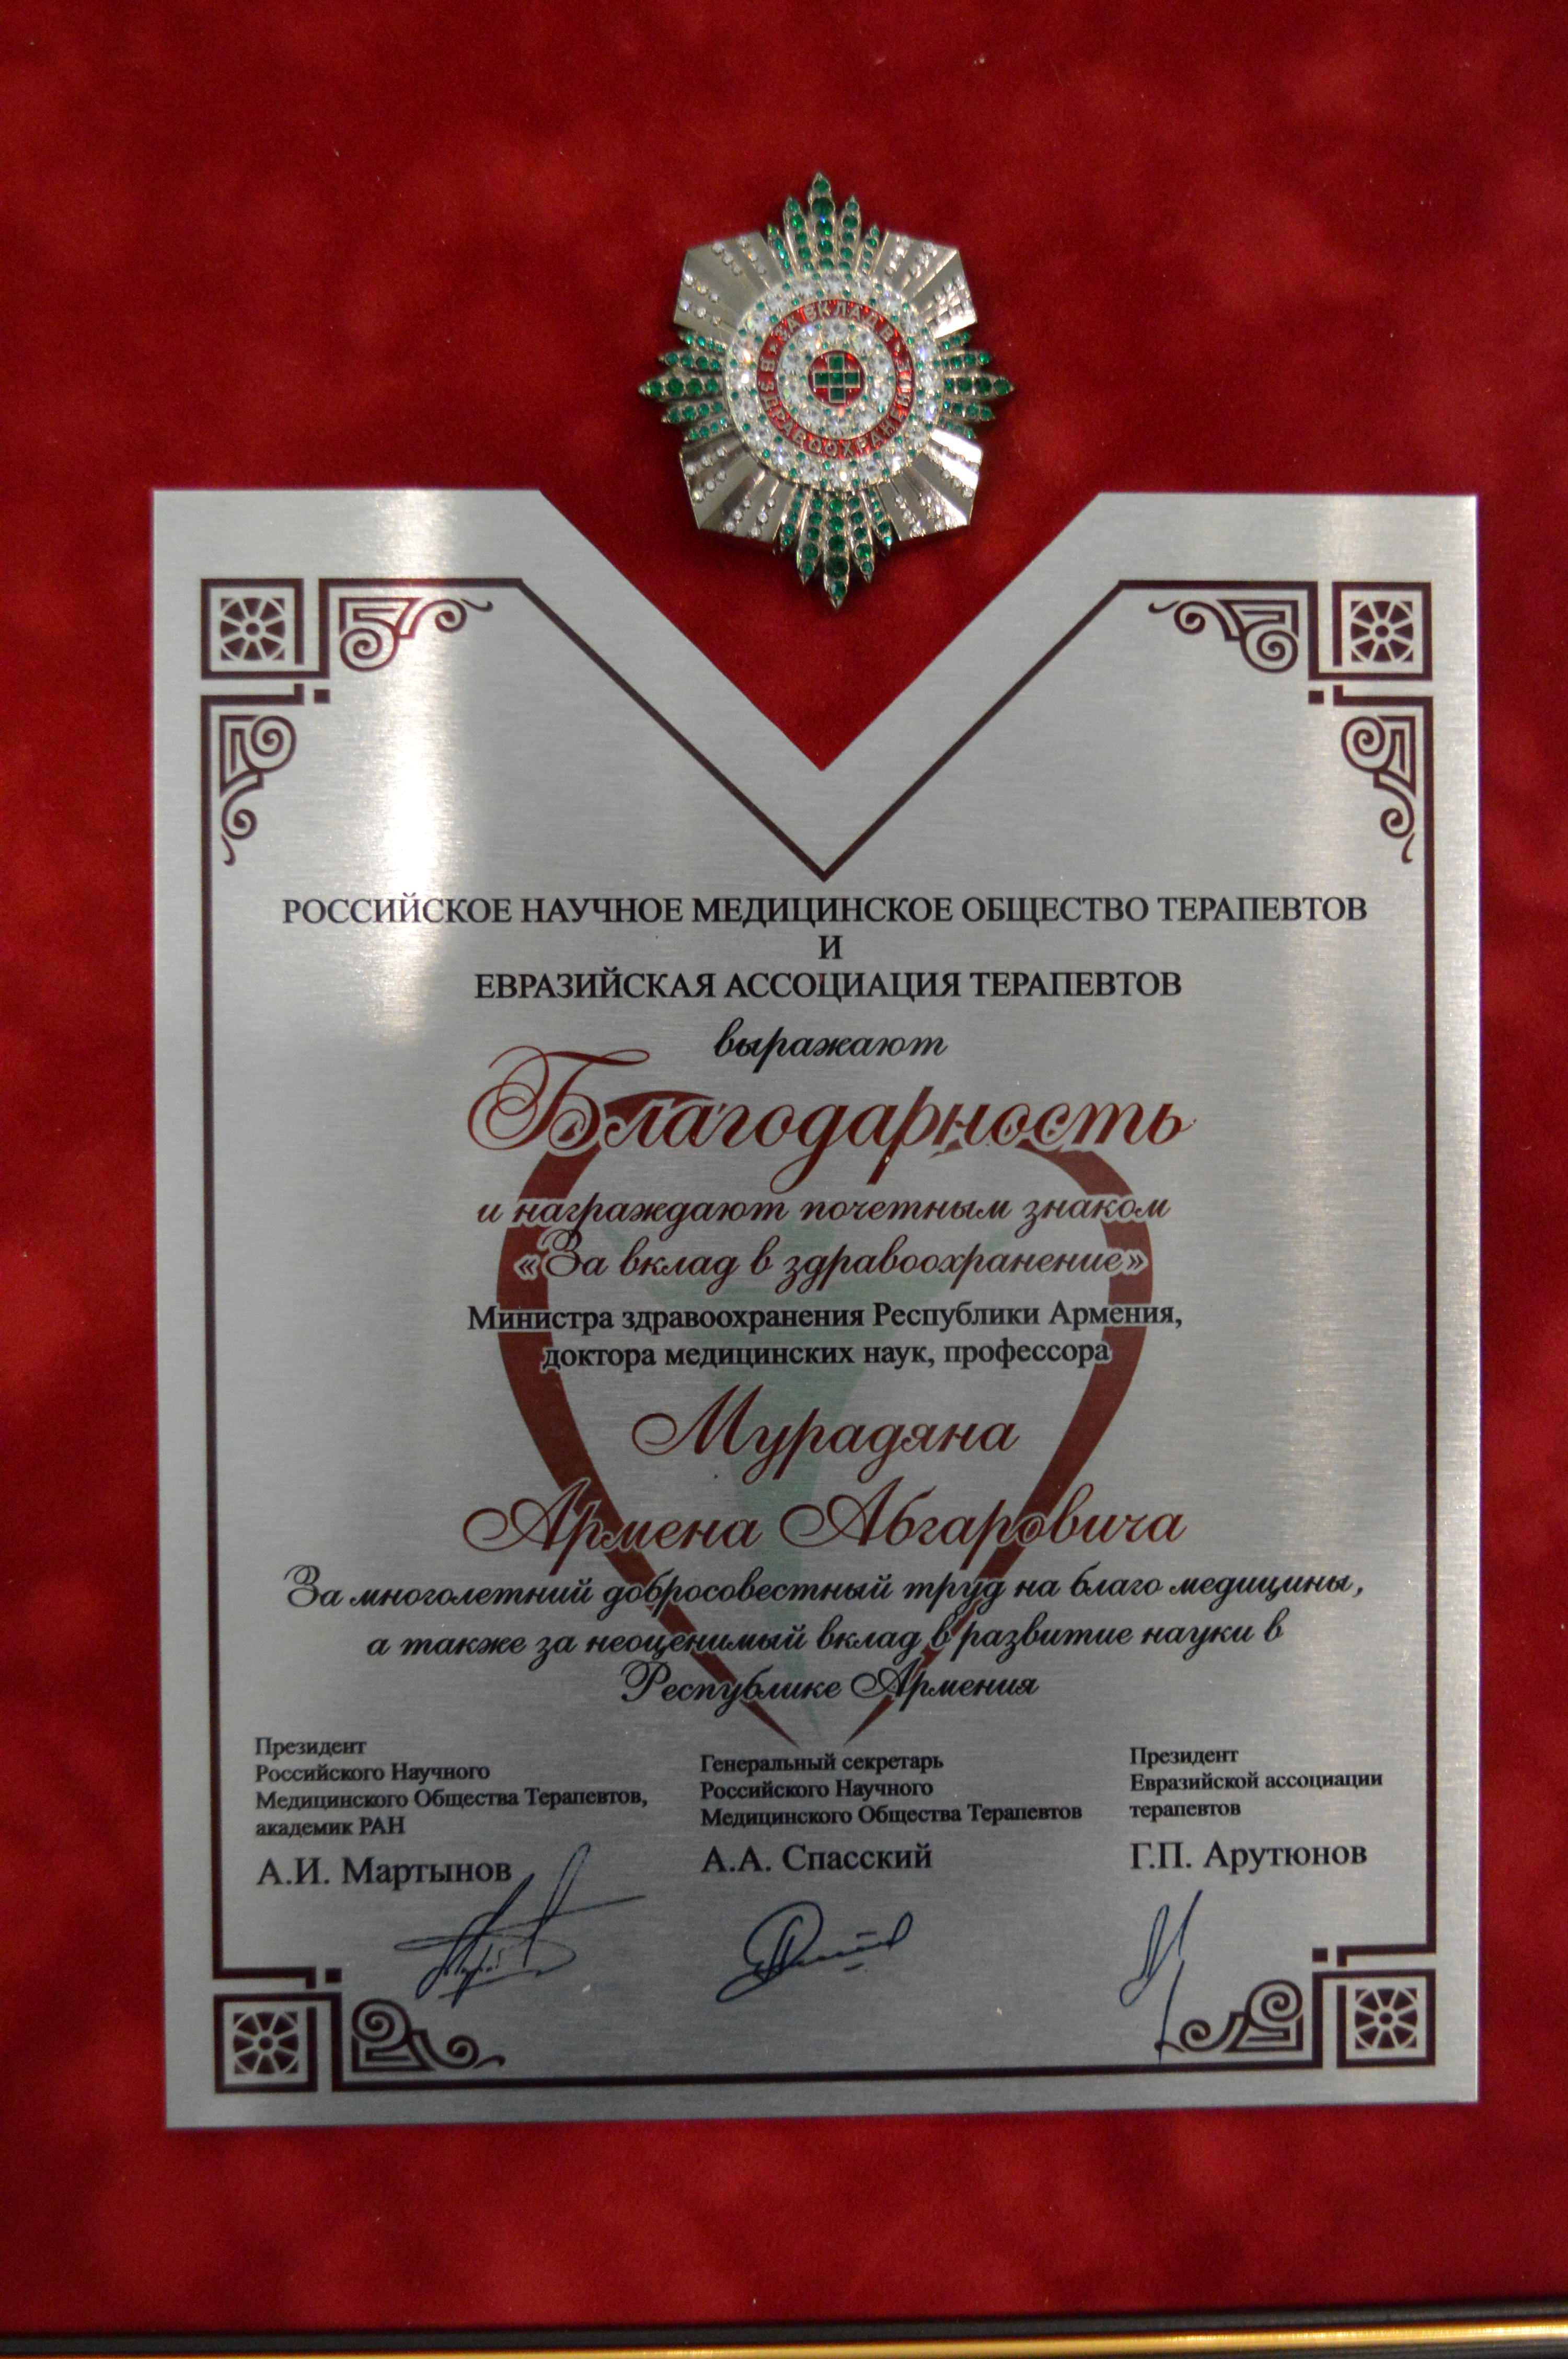 ЗА ВКЛАД В
ЗДРАВООХРАНЕНИЕ
РОССИЙСКОЕ НАУЧНОЕ МЕДИЦИНСКОЕ ОБЩЕСТВО ТЕРАПЕВТОВ
И
ЕВРАЗИЙСКАЯ АССОЦИАЦИЯ ТЕРАПЕВТОВ
выражают
Благодарность
и награждают почетным знаком
«За вклад в здравоохранение»
Министра здравоохранения Республики Армения,
доктора медицинских наук, профессора
Мурадяна
Армена Абгаровича
За многолетний добросовестный труд на благо медицины,
а также за неоценимый вклад в развитие науки в
Республике Армения
Президент
Российского Научного
Медицинского Общества Терапевтов,
академик РАН
А.И. Мартынов
Генеральный секретарь
Российского Научного
Медицинского Общества Терапевтов
А.А. Спасский
Президент
Евразийской ассоциации
терапевтов
Г.П. Арутюнов